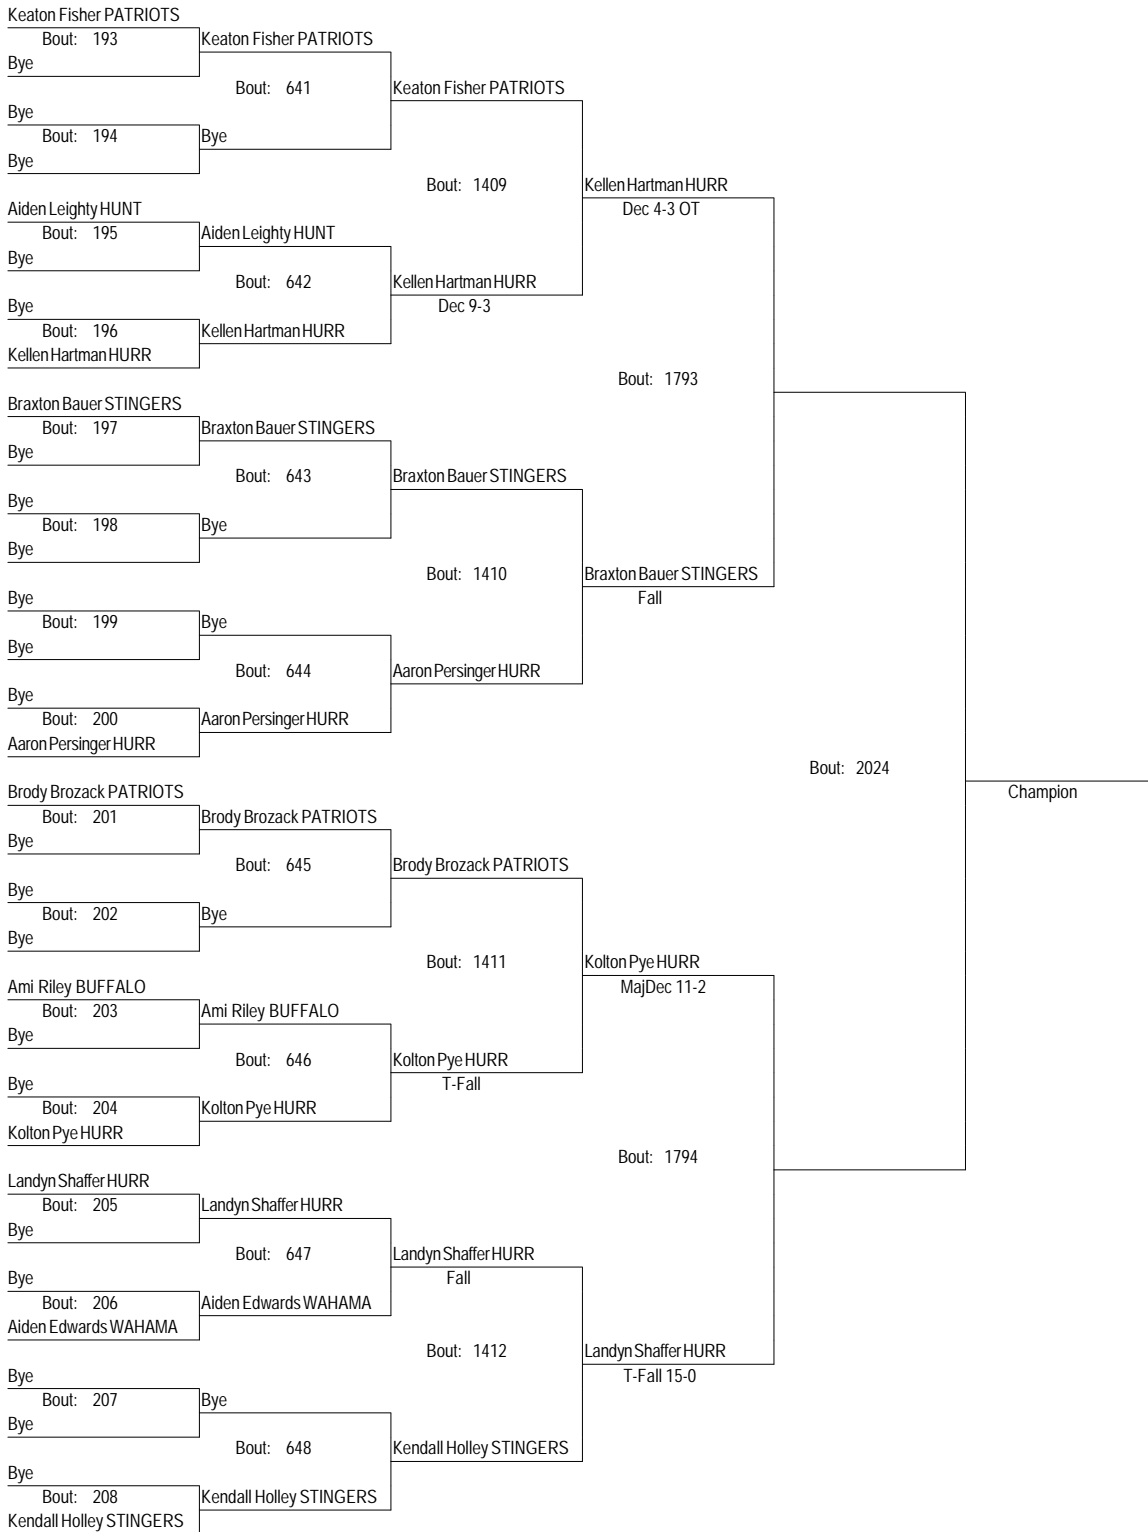 Keaton Fisher PATRIOTS
Bout: 193
Keaton Fisher PATRIOTS
Bye
Bout: 641
Keaton Fisher PATRIOTS
Bye
Bout: 194
Bye
Bye
Bout: 1409
Kellen Hartman HURR
Dec 4-3 OT
Aiden Leighty HUNT
Bout: 195
Aiden Leighty HUNT
Bye
Bout: 642
Kellen Hartman HURR
Dec 9-3
Bye
Bout: 196
Kellen Hartman HURR
Kellen Hartman HURR
Bout: 1793
Braxton Bauer STINGERS
Bout: 197
Braxton Bauer STINGERS
Bye
Bout: 643
Braxton Bauer STINGERS
Bye
Bout: 198
Bye
Bye
Bout: 1410
Braxton Bauer STINGERS
Fall
Bye
Bout: 199
Bye
Bye
Bout: 644
Aaron Persinger HURR
Bye
Bout: 200
Aaron Persinger HURR
Aaron Persinger HURR
Bout: 2024
Champion
Brody Brozack PATRIOTS
Bout: 201
Brody Brozack PATRIOTS
Bye
Bout: 645
Brody Brozack PATRIOTS
Bye
Bout: 202
Bye
Bye
Bout: 1411
Kolton Pye HURR
MajDec 11-2
Ami Riley BUFFALO
Bout: 203
Ami Riley BUFFALO
Bye
Bout: 646
Kolton Pye HURR
T-Fall
Bye
Bout: 204
Kolton Pye HURR
Kolton Pye HURR
Bout: 1794
Landyn Shaffer HURR
Bout: 205
Landyn Shaffer HURR
Bye
Bout: 647
Landyn Shaffer HURR
Fall
Bye
Bout: 206
Aiden Edwards WAHAMA
Aiden Edwards WAHAMA
Bout: 1412
Landyn Shaffer HURR
T-Fall 15-0
Bye
Bout: 207
Bye
Bye
Bout: 648
Kendall Holley STINGERS
Bye
Bout: 208
Kendall Holley STINGERS
Kendall Holley STINGERS